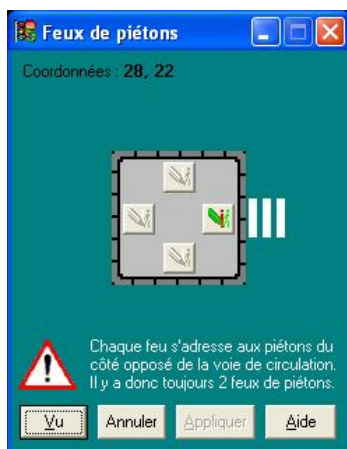 Feux de piétons
Coordonnées : 28, 22
Chaque feu s'adresse aux piétons du
côté opposé de la voie de circulation.
Il y a donc toujours 2 feux de piétons.
Vu Annuler Appliquer Aide